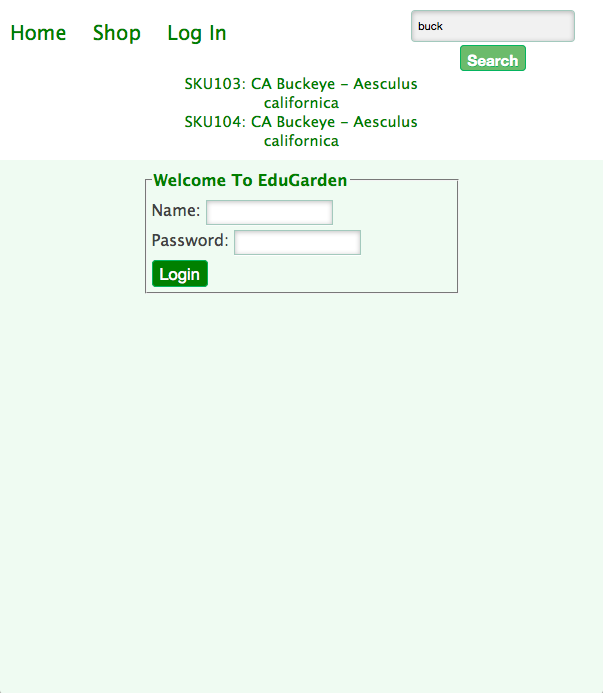 Home Shop Log In
buck
Search
SKU103: CA Buckeye - Aesculus
californica
SKU104: CA Buckeye - Aesculus
californica
Welcome To EduGarden
Name:
Password:
Login